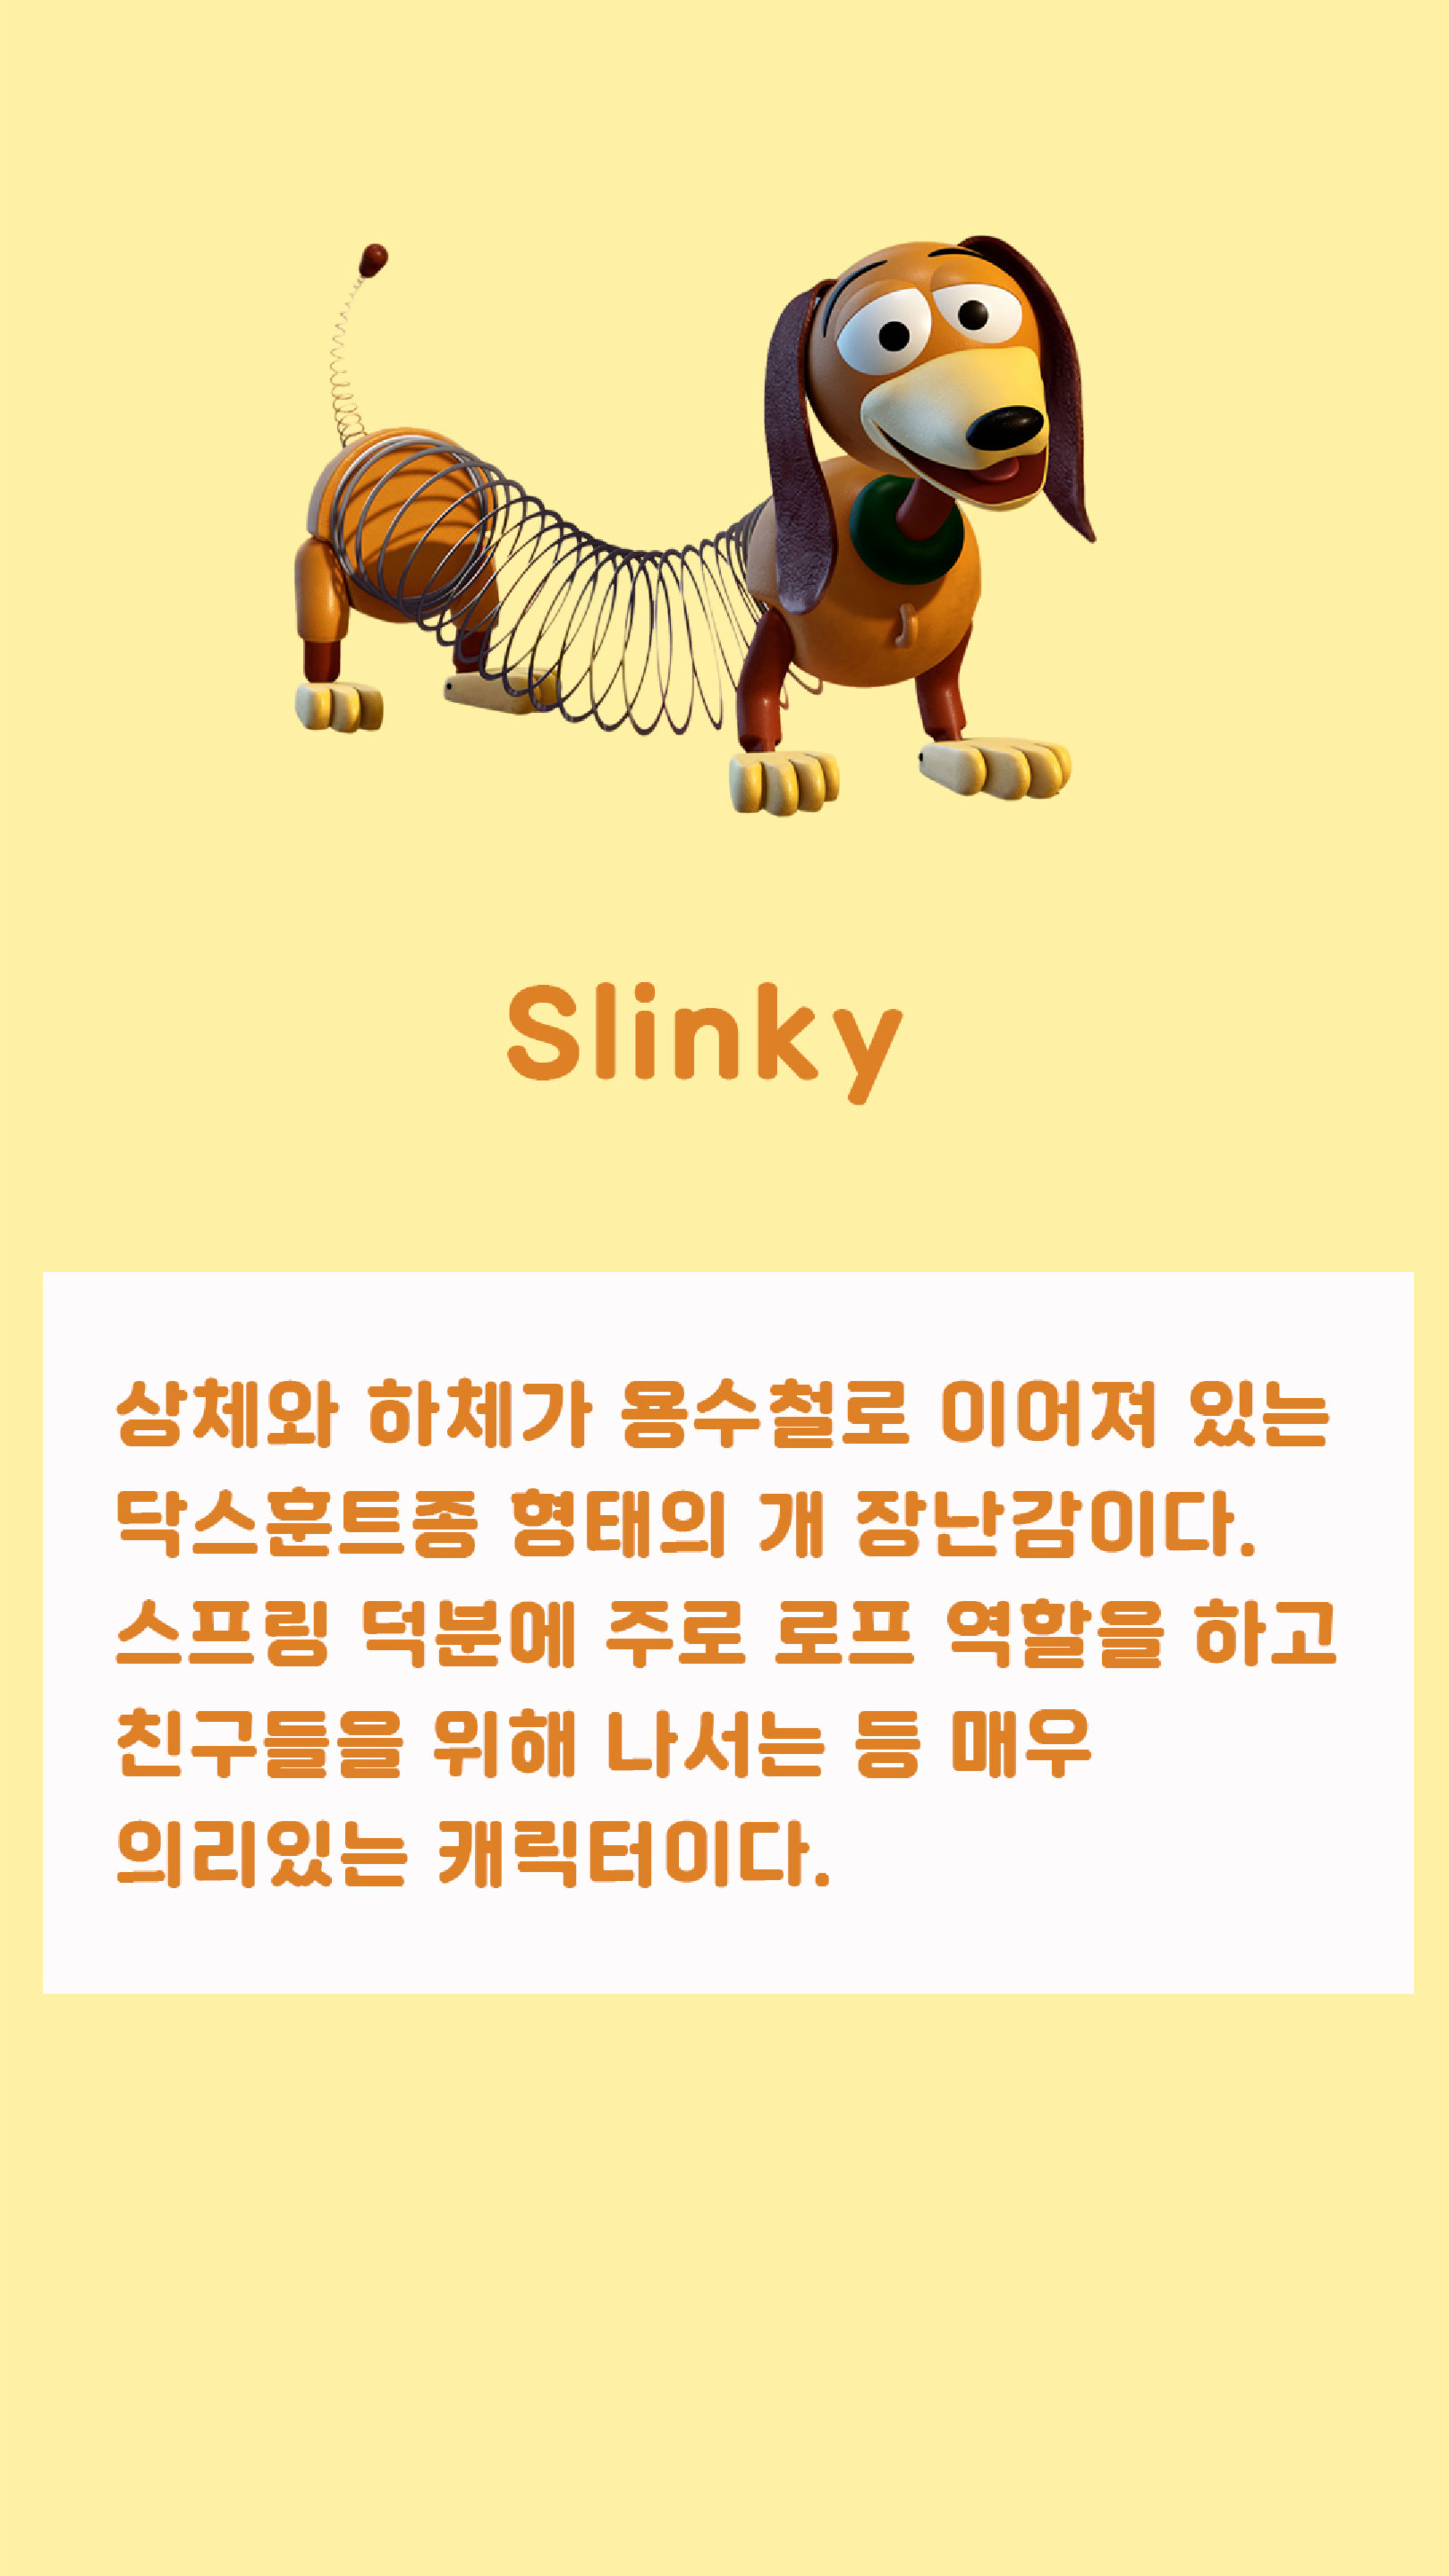 Slinky
상체와 하체가 용수철로 이어져 있는
닥스훈트종 형태의 개 장난감이다.
스프링 덕분에 주로 로프 역할을 하고
친구들을 위해 나서는 등 매우
의리있는 캐릭터이다.